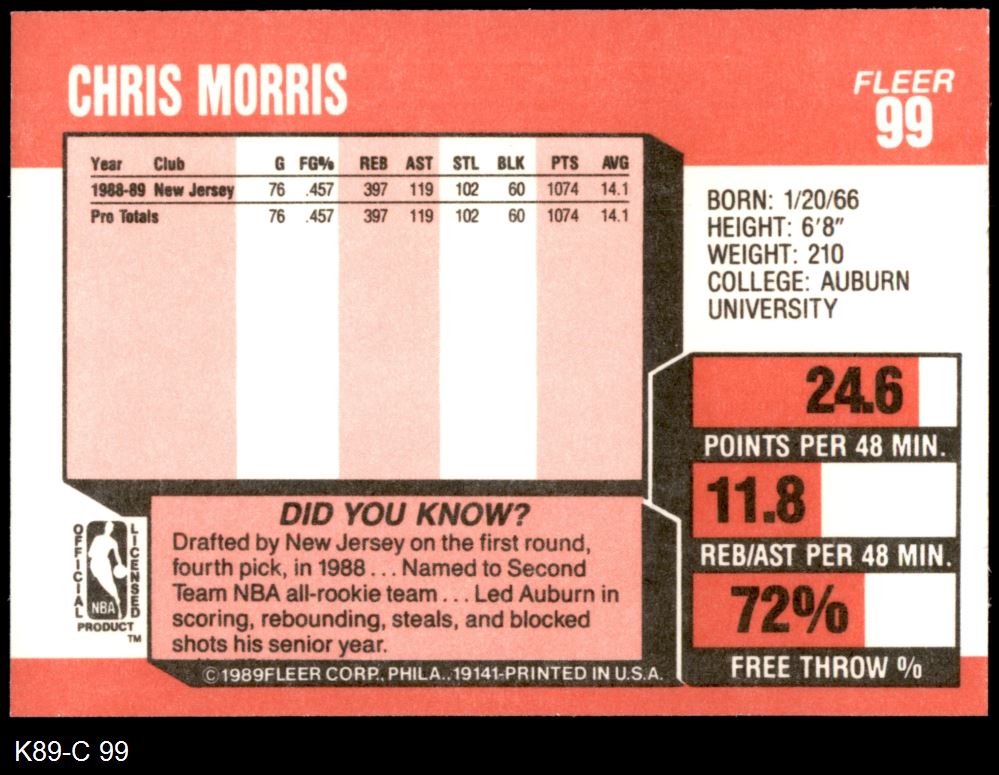 CHRIS MORRIS
FLEER
99
Year Club G FG% REB AST STL BLK PTS AVG
1988-89 New Jersey 76 .457 397 119 102 60 1074 14.1
Pro Totals 76 .457 397 119 102 60 1074 14.1
BORN: 1/20/66
HEIGHT: 6'8"
WEIGHT: 210
COLLEGE: AUBURN
UNIVERSITY
24.6
POINTS PER 48 MIN.
11.8
REB/AST PER 48 MIN.
72%
FREE THROW %
DID YOU KNOW?
Drafted by New Jersey on the first round,
fourth pick, in 1988 . . . Named to Second
Team NBA all-rookie team . . . Led Auburn in
scoring, rebounding, steals, and blocked
shots his senior year.
OFFICIAL
LICENSED
NBA
PRODUCT
TM
©1989FLEER CORP., PHILA..19141-PRINTED IN U.S.A.
K89-C 99